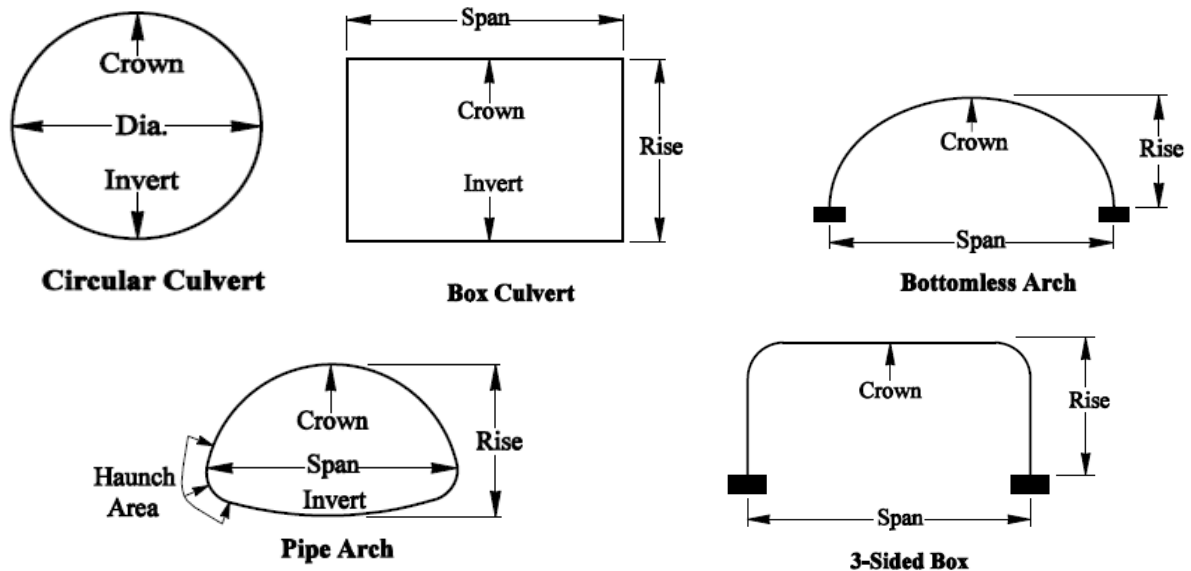 Crown
Dia.
Invert
Circular Culvert
Span
Crown
Rise
Invert
Box Culvert
Crown
Rise
Span
Bottomless Arch
Crown
Rise
Span
Haunch
Area
Invert
Pipe Arch
Crown
Rise
Span
3-Sided Box